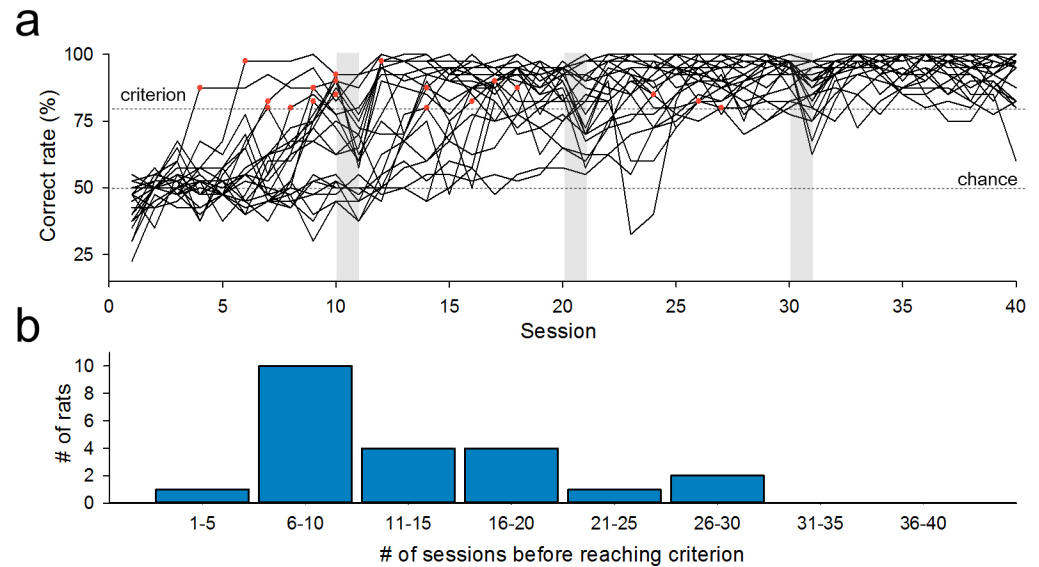 a
100
criterion
75
50
chance
25
Correct rate (%)
0 5 10 15 20 25 30 35 40
Session
b
10
8
6
4
2
0
# of rats
1-5 6-10 11-15 16-20 21-25 26-30 31-35 36-40
# of sessions before reaching criterion